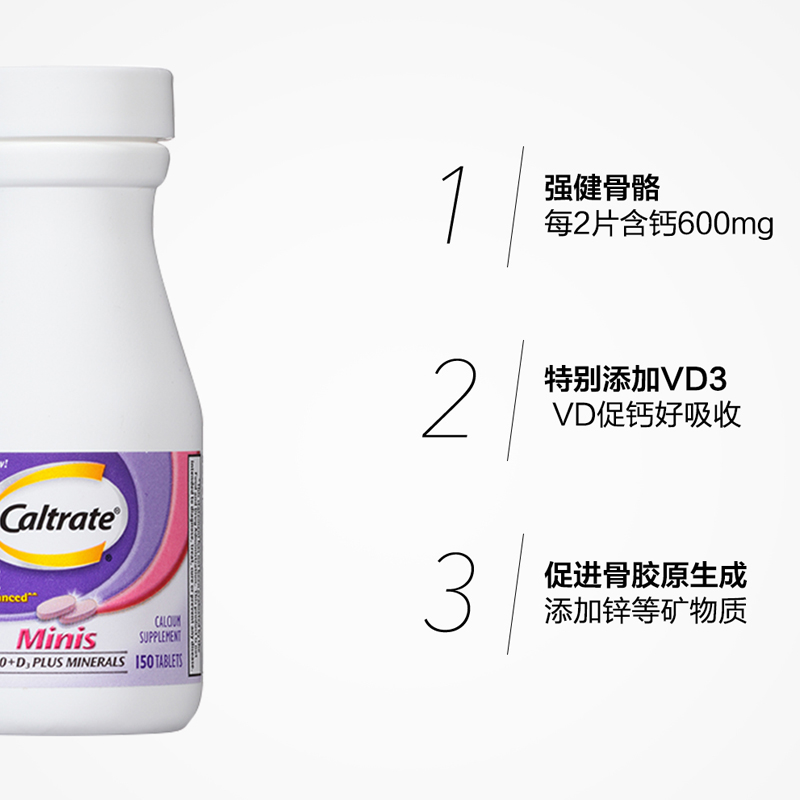 1
强健骨骼
每2片含钙600mg
2
特别添加VD3
VD促钙好吸收
3
促进骨胶原生成
添加锌等矿物质
Caltrate®
Minis
0+D₃ PLUS MINERALS
CALCIUM
SUPPLEMENT
150 TABLETS